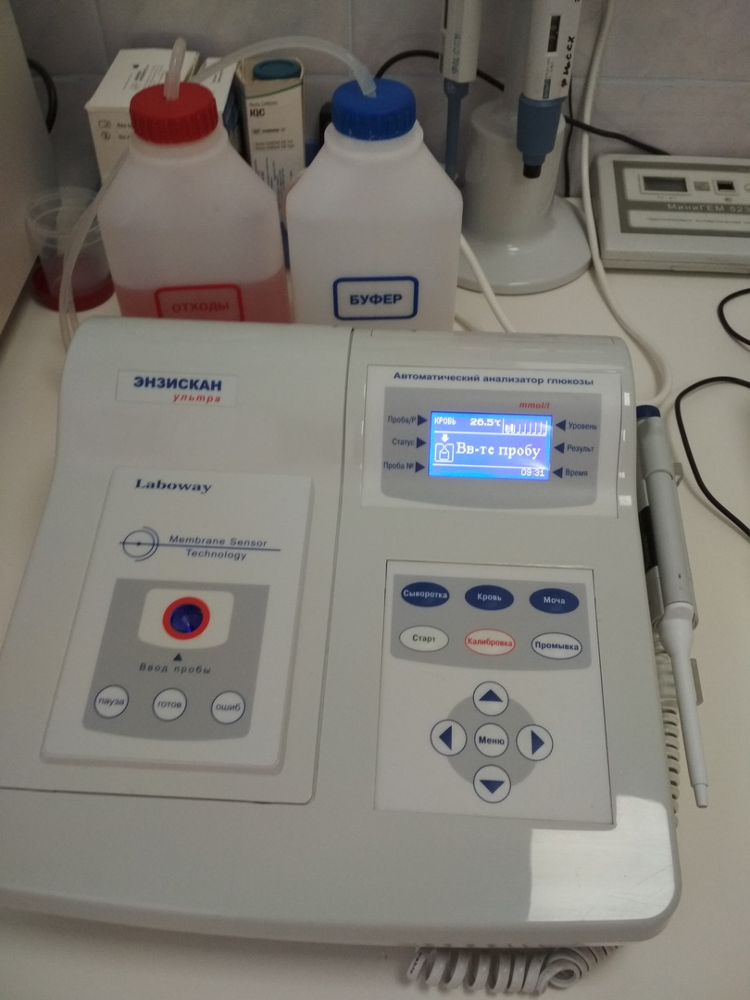 IQC
ОТХОДЫ
БУФЕР
МиниГЕМ 523
ЭНЗИСКАН
ультра
Автоматический анализатор глюкозы
mmol/l
Проба/Р
Статус
Проба №
КРОВЬ 26.5℃
Вв-те пробу
09:31
Уровень
Результ
Время
Laboway
Membrane Sensor
Technology
Ввод пробы
пауза
готов
ошиб
Сыворотка
Кровь
Моча
Старт
Калибровка
Промывка
Меню